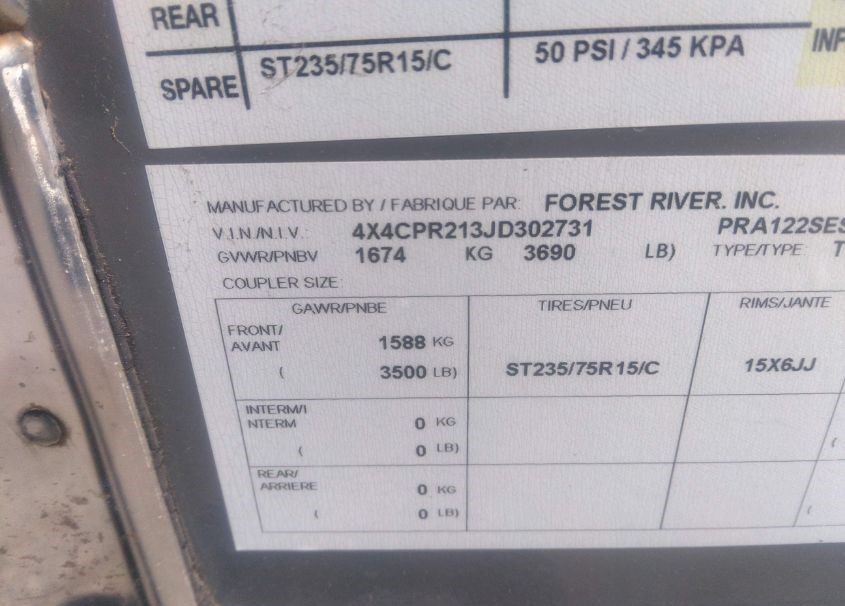 REAR
SPARE ST235/75R15/C 50 PSI / 345 KPA
MANUFACTURED BY / FABRIQUE PAR: FOREST RIVER. INC.
V.I.N./N.I.V.: 4X4CPR213JD302731 PRA122SES
GVWR/PNBV 1674 KG 3690 LB) TYPE/TYPE T
COUPLER SIZE:
GAWR/PNBE TIRES/PNEU RIMS/JANTE
FRONT/
AVANT 1588 KG
( 3500 LB) ST235/75R15/C 15X6JJ
INTERM/I
NTERM 0 KG
( 0 LB) (
REAR/
ARRIERE 0 KG
( 0 LB) (